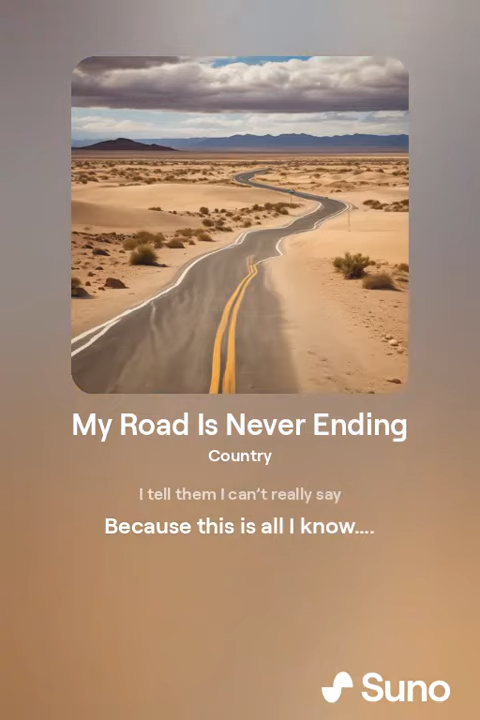 My Road Is Never Ending
Country
I tell them I can't really say
Because this is all I know....
Suno